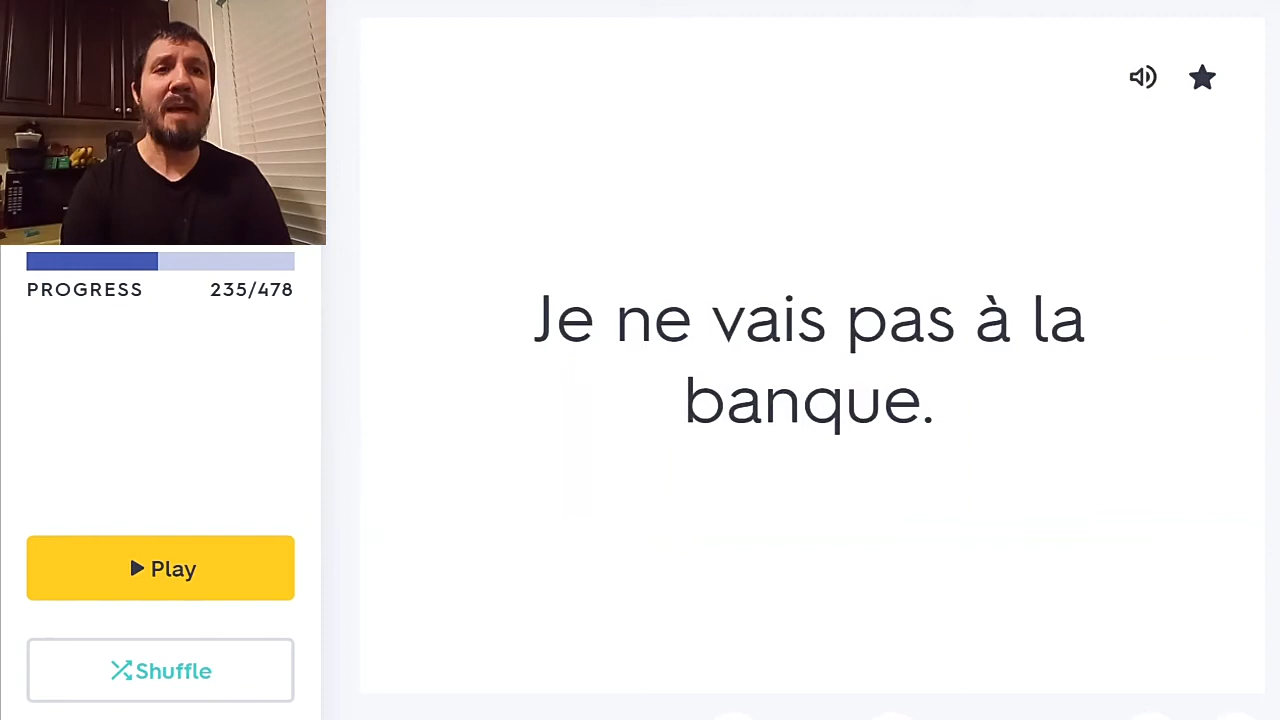 Je ne vais pas à la
banque.
PROGRESS 235/478
Play
Shuffle